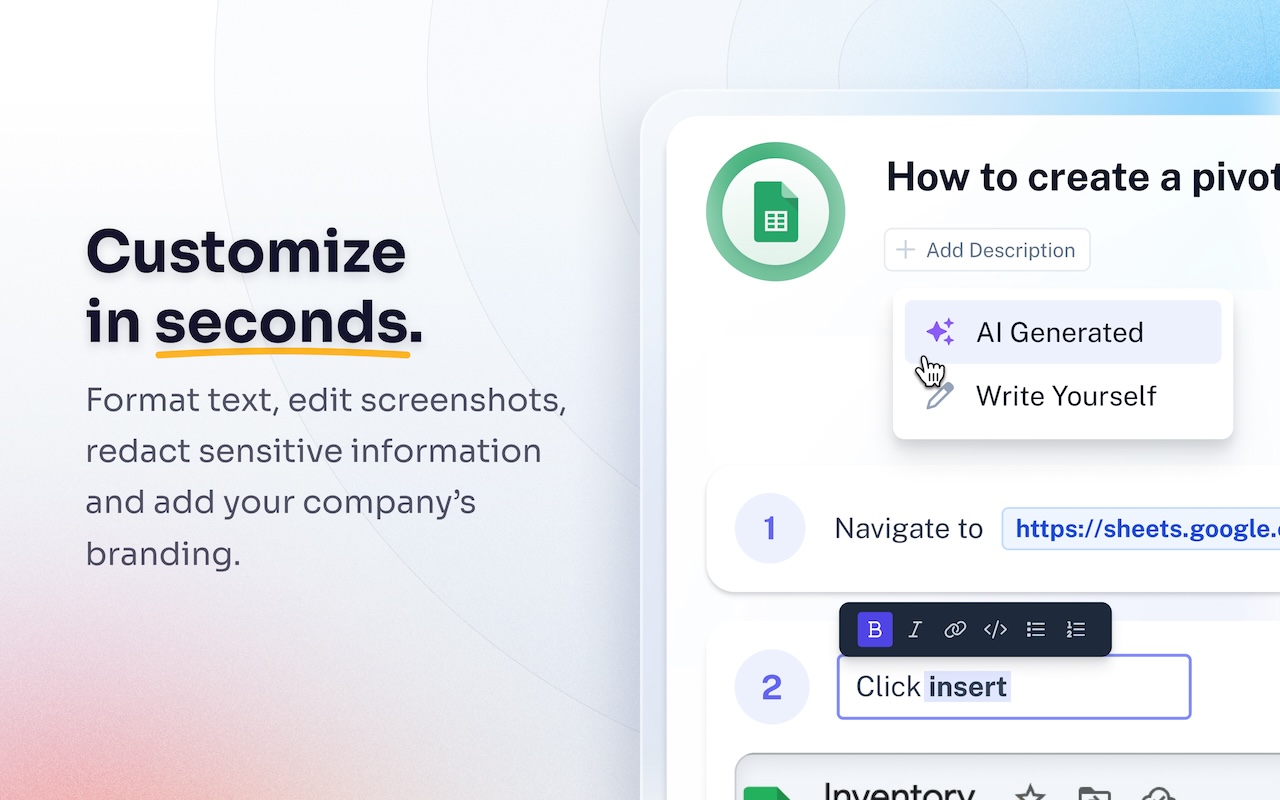 Customize
in seconds.
Format text, edit screenshots,
redact sensitive information
and add your company’s
branding.
How to create a pivot
Add Description
AI Generated
Write Yourself
1
Navigate to https://sheets.google.c
B I </>
2
Click insert
Inventory